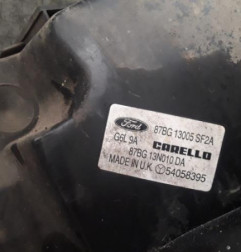 Ford 87BG 13005 SF2A
G6L 9A CARELLO
87BG 13N010 DA
MADE IN U.K. Y 54058395